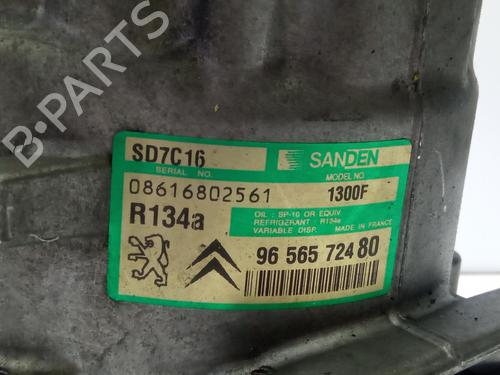 SD7C16 SANDEN
SERIAL NO. MODEL NO.
08616802561 1300F
R134a
OIL : SP-10 OR EQUIV
REFRIGERANT : R134a
VARIABLE DISP. MADE IN FRANCE
96 565 724 80
B-Parts